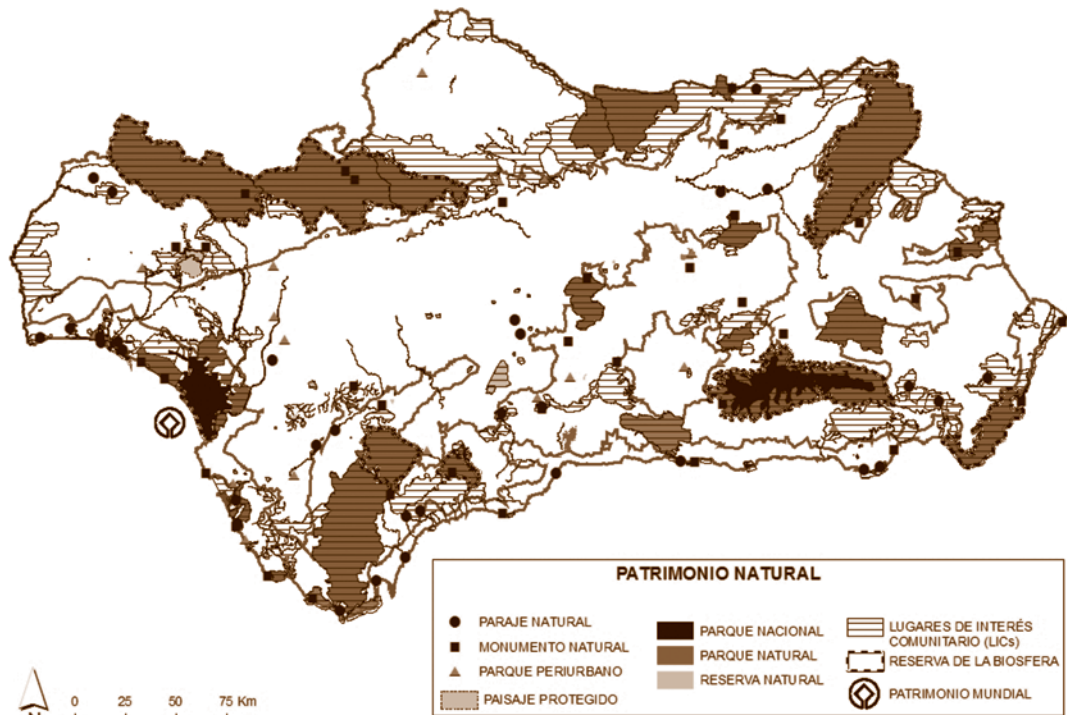 PATRIMONIO NATURAL
PARAJE NATURAL
MONUMENTO NATURAL
PARQUE PERIURBANO
PAISAJE PROTEGIDO
PARQUE NACIONAL
PARQUE NATURAL
RESERVA NATURAL
LUGARES DE INTERÉS
COMUNITARIO (LICs)
RESERVA DE LA BIOSFERA
PATRIMONIO MUNDIAL
0 25 50 75 Km
N